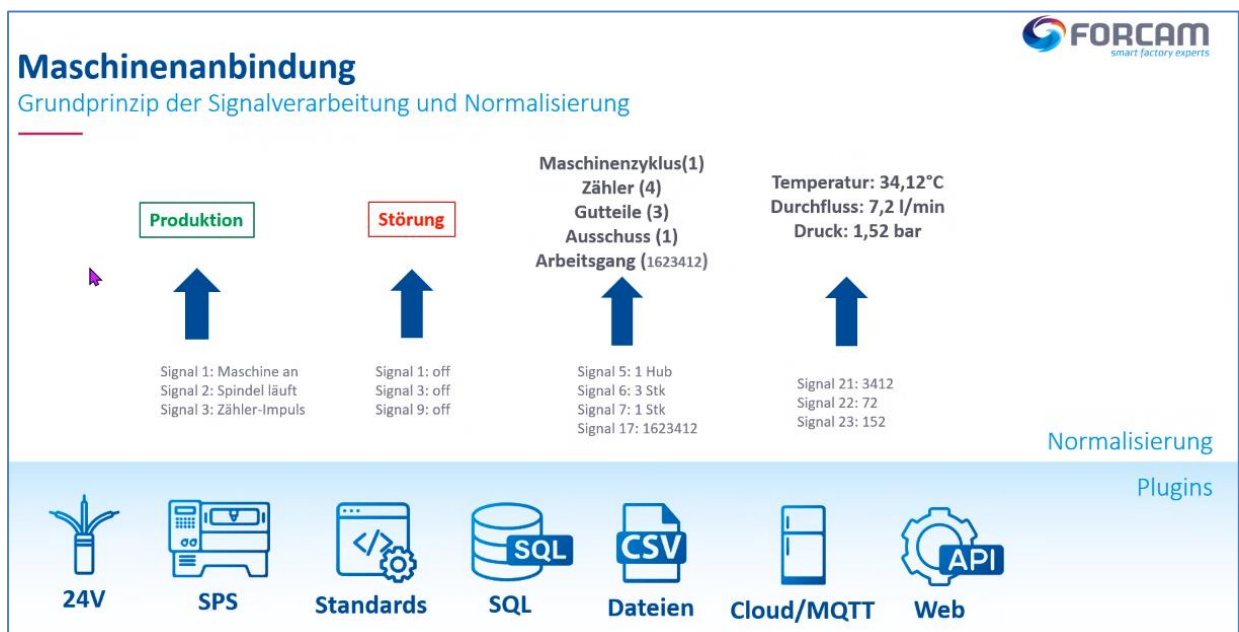 FORCAM
smart factory experts
Maschinenanbindung
Grundprinzip der Signalverarbeitung und Normalisierung
Produktion
Störung
Maschinenzyklus(1)
Zähler (4)
Gutteile (3)
Ausschuss (1)
Arbeitsgang (1623412)
Temperatur: 34,12°C
Durchfluss: 7,2 l/min
Druck: 1,52 bar
Signal 1: Maschine an
Signal 2: Spindel läuft
Signal 3: Zähler-Impuls
Signal 1: off
Signal 3: off
Signal 9: off
Signal 5: 1 Hub
Signal 6: 3 Stk
Signal 7: 1 Stk
Signal 17: 1623412
Signal 21: 3412
Signal 22: 72
Signal 23: 152
Normalisierung
Plugins
</>
SQL
CSV
API
24V
SPS
Standards
SQL
Dateien
Cloud/MQTT
Web